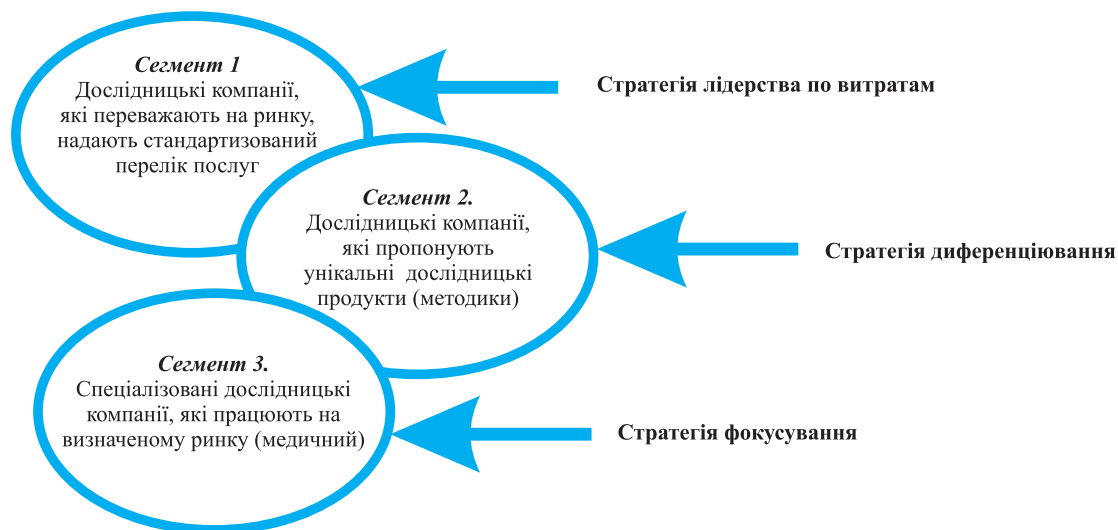 Сегмент 1
Дослідницькі компанії,
які переважають на ринку,
надають стандартизований
перелік послуг
Стратегія лідерства по витратам
Сегмент 2.
Дослідницькі компанії,
які пропонують
унікальні дослідницькі
продукти (методики)
Стратегія диференціювання
Сегмент 3.
Спеціалізовані дослідницькі
компанії, які працюють на
визначеному ринку (медичний)
Стратегія фокусування